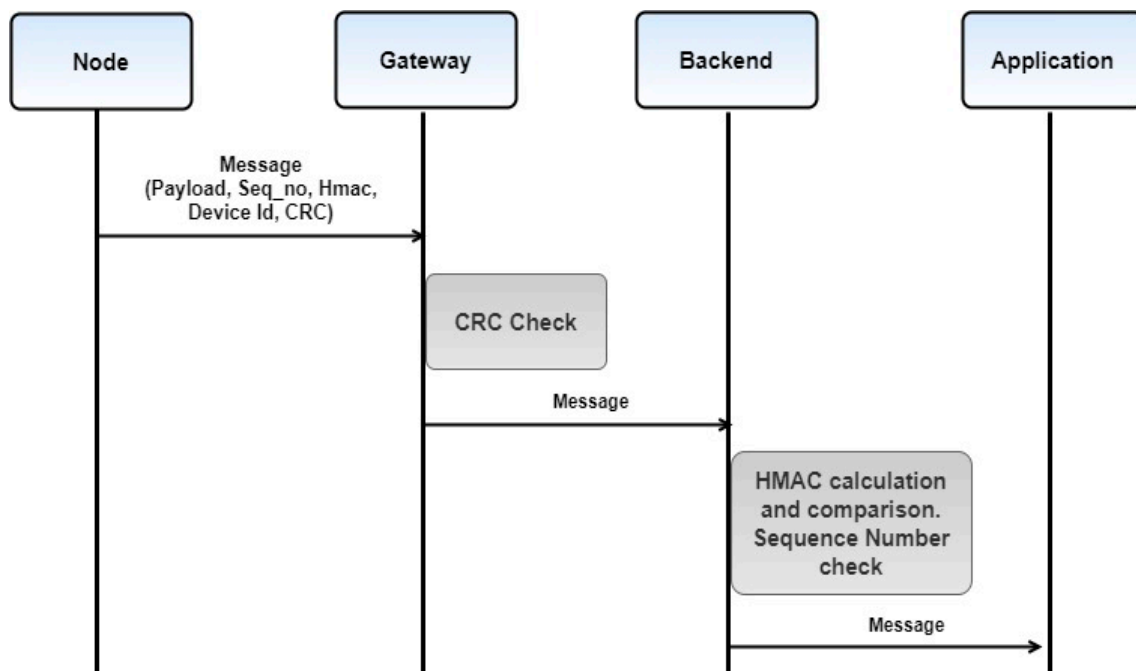 Node
Gateway
Backend
Application
Message
(Payload, Seq_no, Hmac,
Device Id, CRC)
CRC Check
Message
HMAC calculation
and comparison.
Sequence Number
check
Message